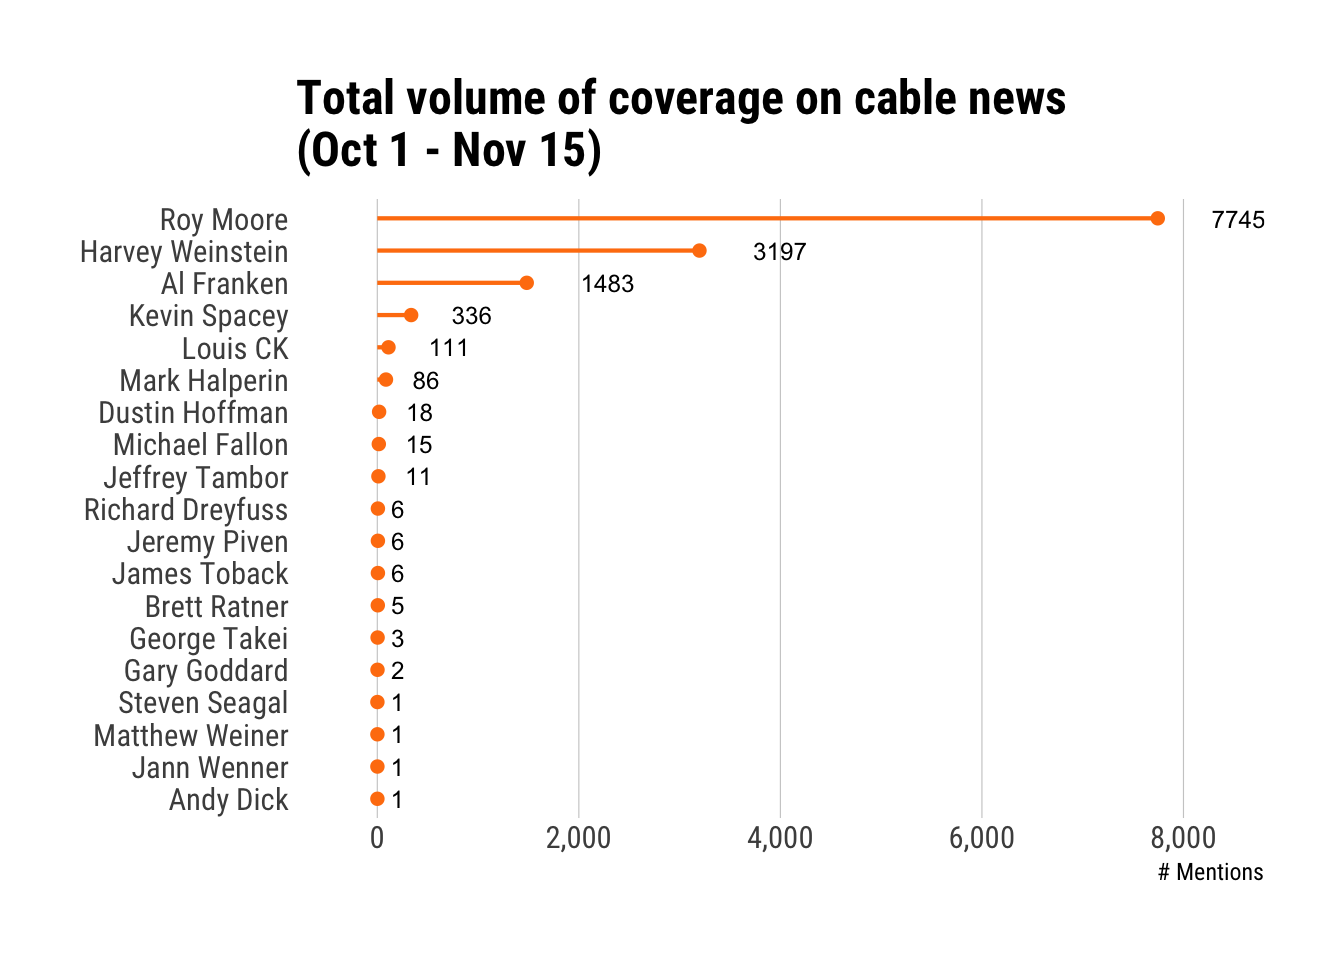 Total volume of coverage on cable news
(Oct 1 - Nov 15)
Roy Moore 7745
Harvey Weinstein 3197
Al Franken 1483
Kevin Spacey 336
Louis CK 111
Mark Halperin 86
Dustin Hoffman 18
Michael Fallon 15
Jeffrey Tambor 11
Richard Dreyfuss 6
Jeremy Piven 6
James Toback 6
Brett Ratner 5
George Takei 3
Gary Goddard 2
Steven Seagal 1
Matthew Weiner 1
Jann Wenner 1
Andy Dick 1
0 2,000 4,000 6,000 8,000
# Mentions